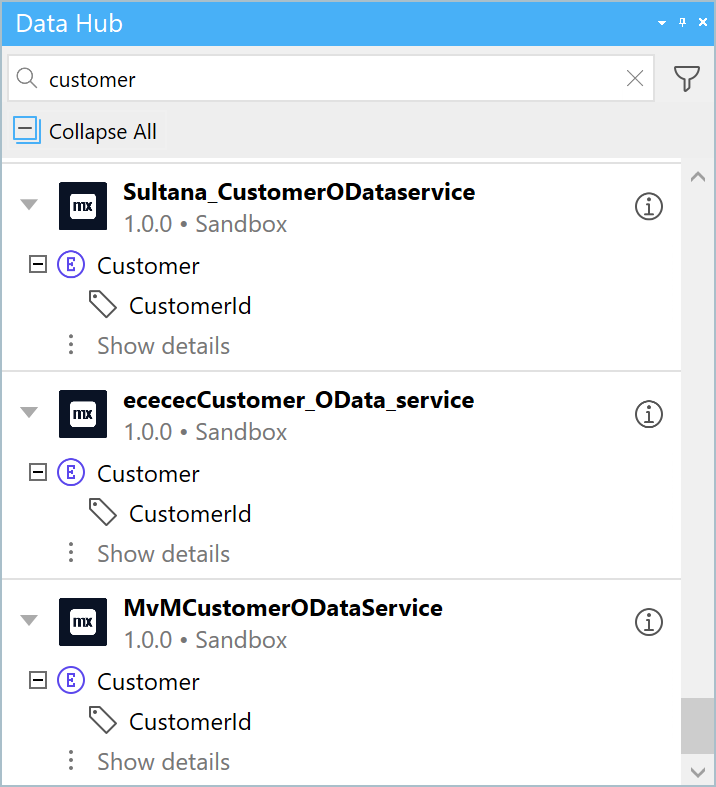 Data Hub
customer
Collapse All
Sultana_CustomerODataservice
mx
1.0.0 • Sandbox
E Customer
CustomerId
Show details
ecececCustomer_OData_service
mx
1.0.0 • Sandbox
E Customer
CustomerId
Show details
MvMCustomerODataService
mx
1.0.0 • Sandbox
E Customer
CustomerId
Show details